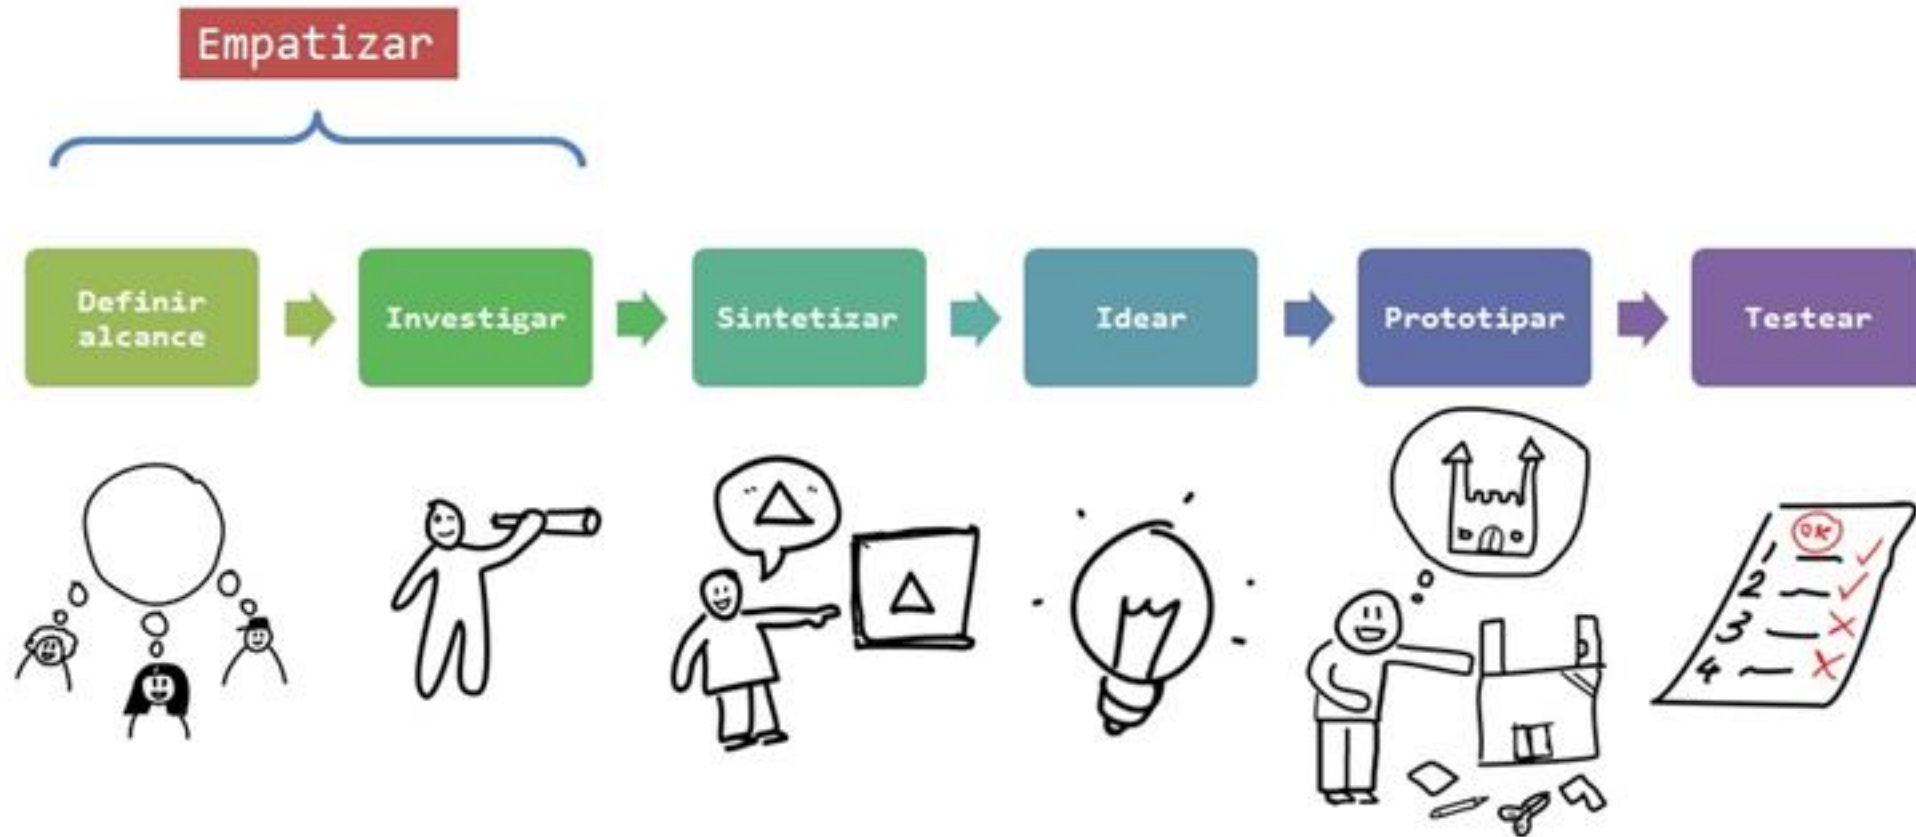 Empatizar
Definir
alcance
Investigar
Sintetizar
Idear
Prototipar
Testear
OK
1
2
3
4